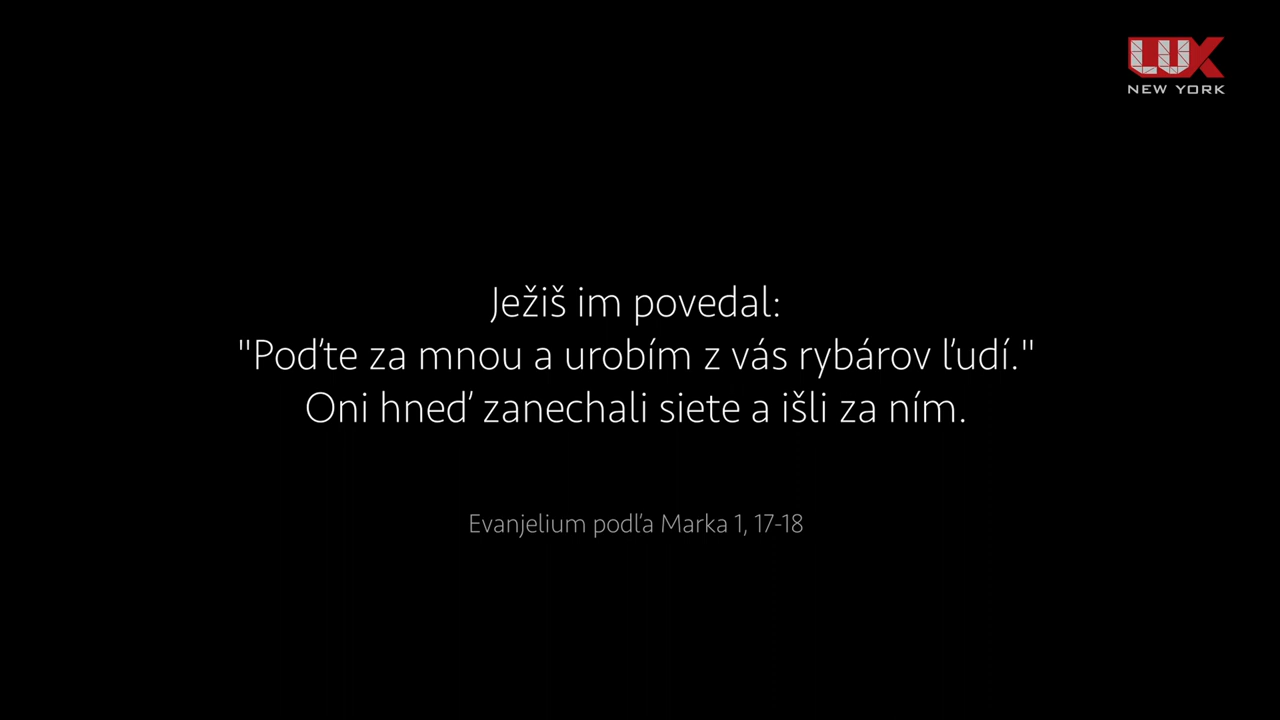 LUX
NEW YORK
Ježiš im povedal:
"Poďte za mnou a urobím z vás rybárov ľudí."
Oni hneď zanechali siete a išli za ním.
Evanjelium podľa Marka 1, 17-18